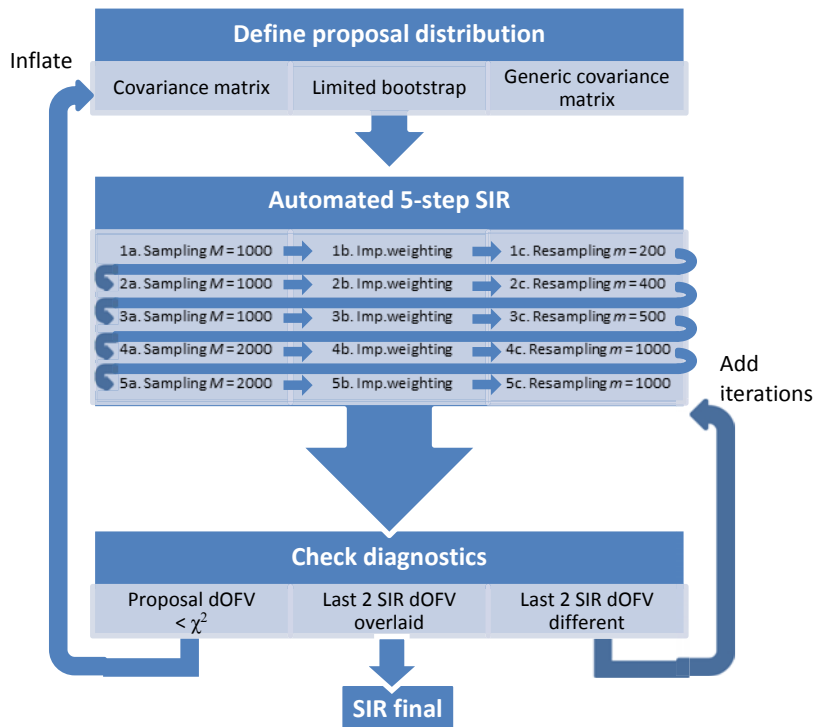 Define proposal distribution
Inflate
Covariance matrix
Limited bootstrap
Generic covariance
matrix
Automated 5-step SIR
1a. Sampling M = 1000
1b. Imp.weighting
1c. Resampling m = 200
2a. Sampling M = 1000
2b. Imp.weighting
2c. Resampling m = 400
3a. Sampling M = 1000
3b. Imp.weighting
3c. Resampling m = 500
4a. Sampling M = 2000
4b. Imp.weighting
4c. Resampling m = 1000
5a. Sampling M = 2000
5b. Imp.weighting
5c. Resampling m = 1000
Add
iterations
Check diagnostics
Proposal dOFV
< χ²
Last 2 SIR dOFV
overlaid
Last 2 SIR dOFV
different
SIR final